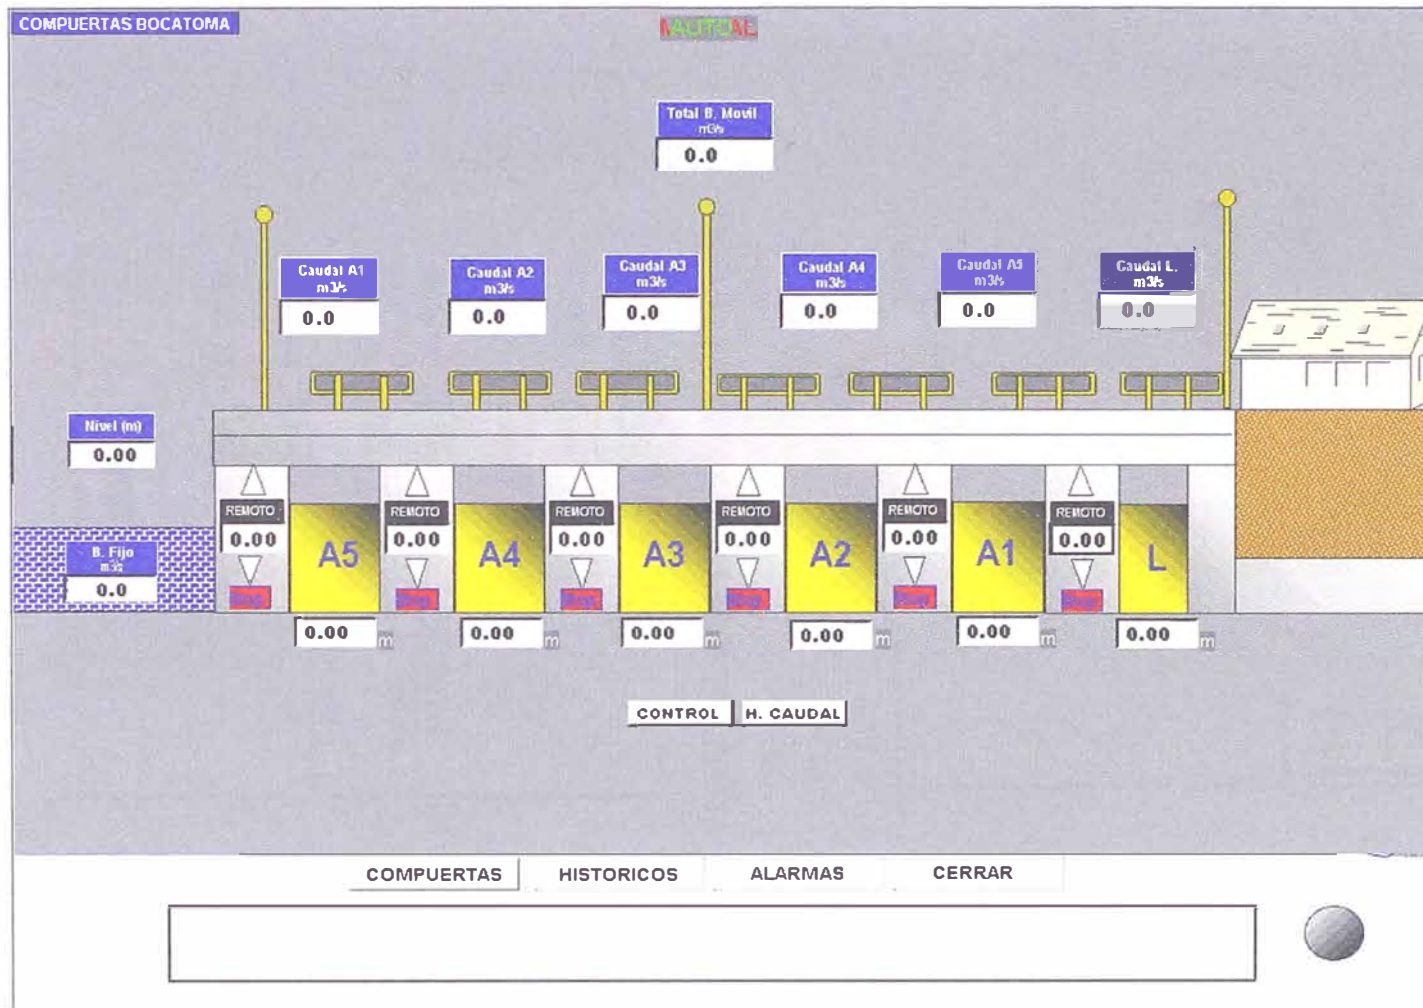 COMPUERTAS BOCATOMA
Total B. Movil
m3/s
0.0
Caudal A1
m3/s
0.0
Caudal A2
m3/s
0.0
Caudal A3
m3/s
0.0
Caudal A4
m3/s
0.0
Caudal A5
m3/s
0.0
Caudal L.
m3/s
0.0
Nivel (m)
0.00
B. Fijo
m3/s
0.0
REMOTO
0.00
A5
REMOTO
0.00
A4
REMOTO
0.00
A3
REMOTO
0.00
A2
REMOTO
0.00
A1
REMOTO
0.00
L
0.00 m
0.00 m
0.00 m
0.00 m
0.00 m
0.00 m
CONTROL H. CAUDAL
COMPUERTAS HISTORICOS ALARMAS CERRAR